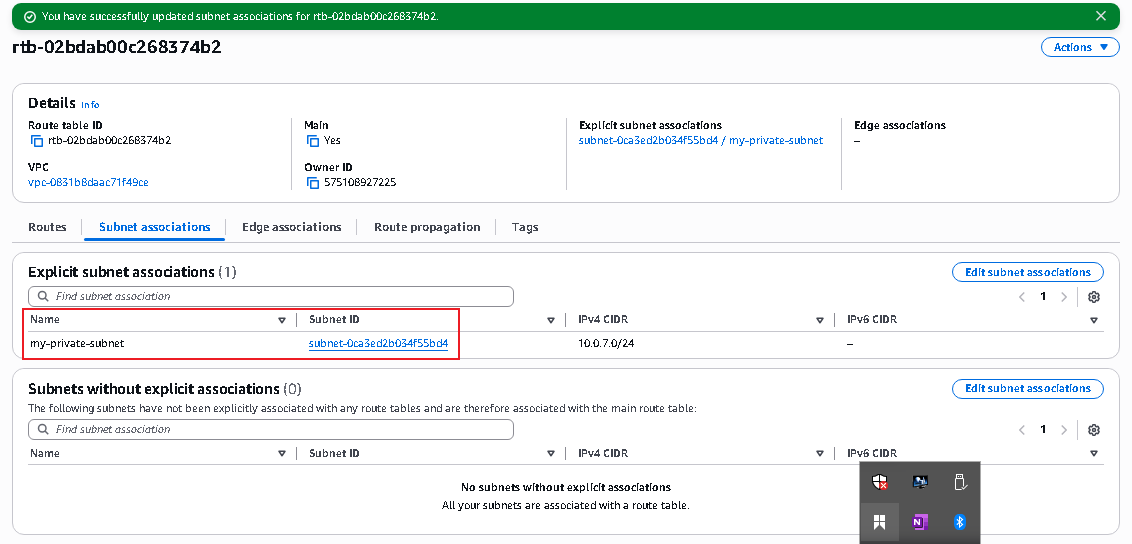 You have successfully updated subnet associations for rtb-02bdab00c268374b2.
rtb-02bdab00c268374b2
Actions
Details Info
Route table ID
rtb-02bdab00c268374b2
Main
Yes
Explicit subnet associations
subnet-0ca3ed2b034f55bd4 / my-private-subnet
Edge associations
–
VPC
vpc-0831b8daac71f49ce
Owner ID
575108927225
Routes Subnet associations Edge associations Route propagation Tags
Explicit subnet associations (1)
Edit subnet associations
Find subnet association
1
Name Subnet ID IPv4 CIDR IPv6 CIDR
my-private-subnet subnet-0ca3ed2b034f55bd4 10.0.7.0/24 –
Subnets without explicit associations (0)
Edit subnet associations
The following subnets have not been explicitly associated with any route tables and are therefore associated with the main route table:
Find subnet association
1
Name Subnet ID IPv4 CIDR IPv6 CIDR
No subnets without explicit associations
All your subnets are associated with a route table.
N